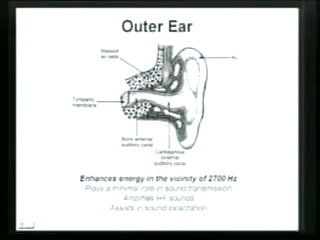 Outer Ear
Mastoid
air cells
Tympanic
membrane
Bony external
auditory canal
Cartilaginous
external
auditory canal
Enhances energy in the vicinity of 2700 Hz
Plays a minimal role in sound transmission
Amplifies HF sounds
Assists in sound localization